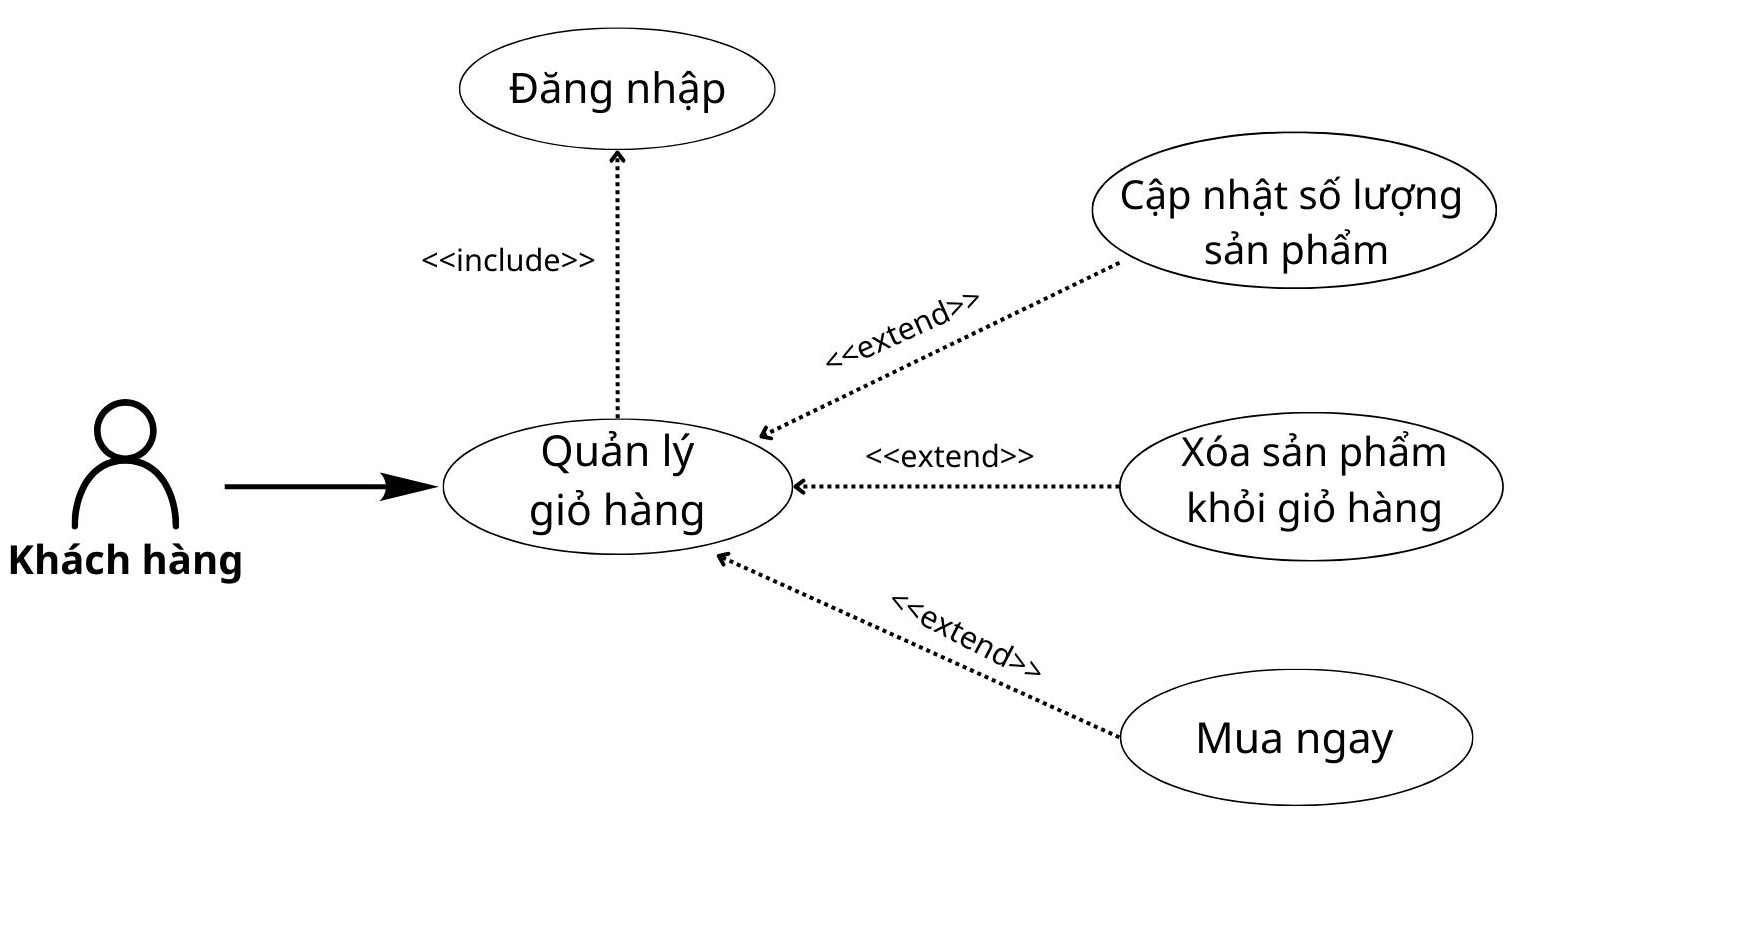 Đăng nhập
Cập nhật số lượng
sản phẩm
<<include>>
<<extend>>
Quản lý
giỏ hàng
<<extend>>
Xóa sản phẩm
khỏi giỏ hàng
Khách hàng
<<extend>>
Mua ngay